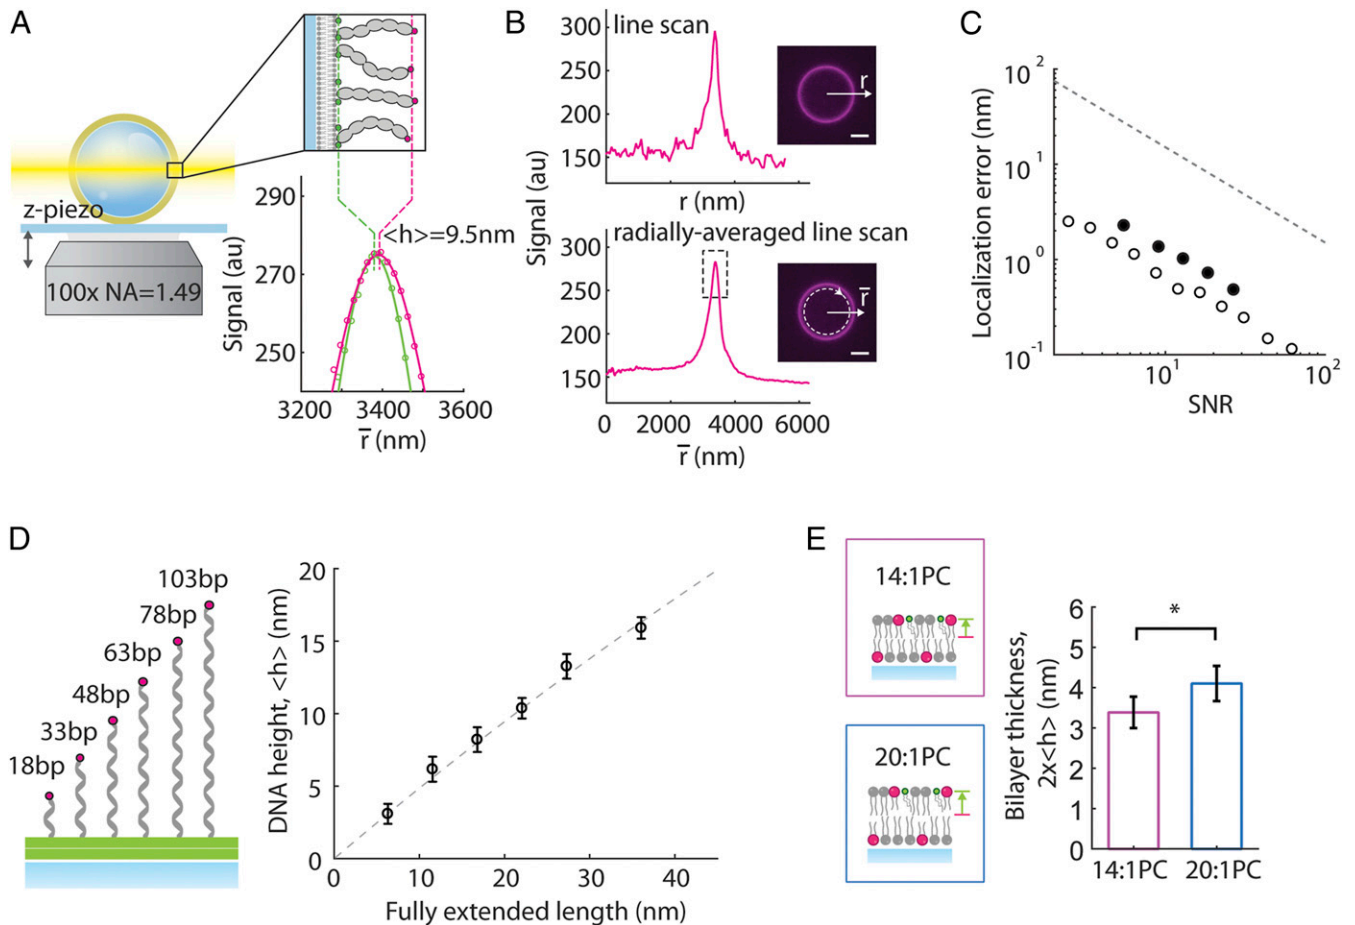 A
z-piezo
100x NA=1.49
<h>=9.5nm
Signal (au)
290
270
250
3200 3400 3600
r̅ (nm)
B
line scan
r
Signal (au)
300
250
200
150
r (nm)
radially-averaged line scan
r̅
300
250
200
150
0 2000 4000 6000
r̅ (nm)
C
Localization error (nm)
10²
10¹
10⁰
10⁻¹
10¹ 10²
SNR
D
18bp
33bp
48bp
63bp
78bp
103bp
DNA height, <h> (nm)
20
15
10
5
0
0 10 20 30 40
Fully extended length (nm)
E
14:1PC
20:1PC
Bilayer thickness,
2x<h> (nm)
6
5
4
3
2
1
0
*
14:1PC 20:1PC